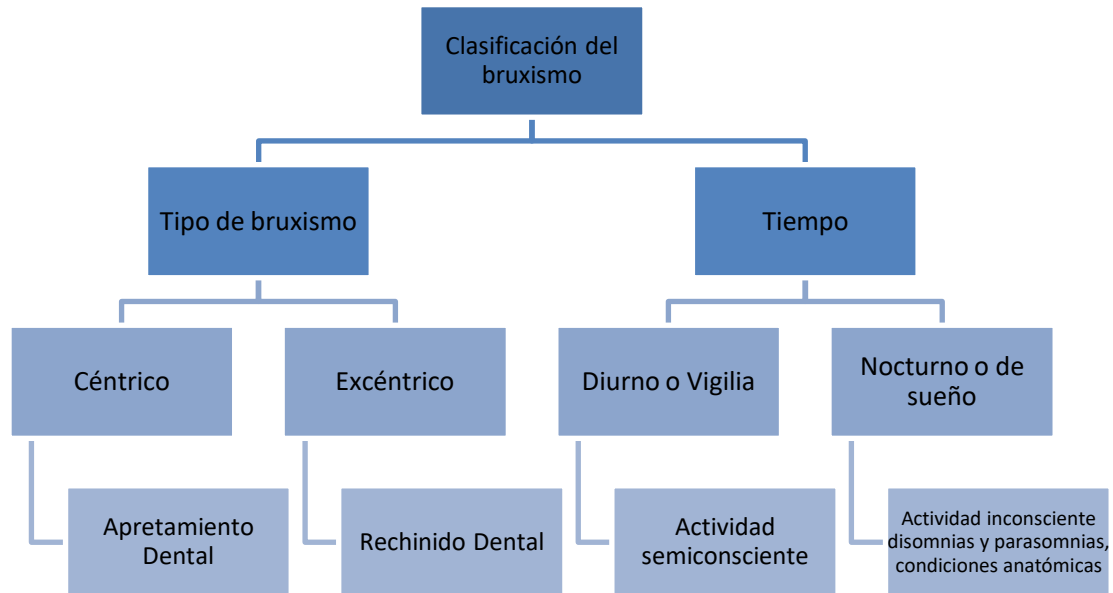 Clasificación del
bruxismo
Tipo de bruxismo
Tiempo
Céntrico
Excéntrico
Diurno o Vigilia
Nocturno o de
sueño
Apretamiento
Dental
Rechinido Dental
Actividad
semiconsciente
Actividad inconsciente
disomnias y parasomnias,
condiciones anatómicas